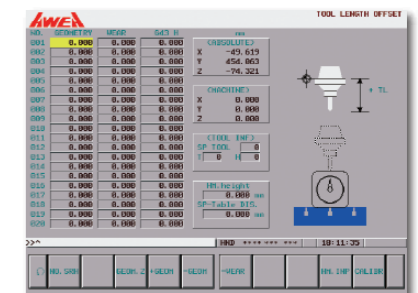 AWEA
TOOL LENGTH OFFSET
NO. GEOMETRY WEAR G43 H mm
001 0.000 0.000 0.000 (ABSOLUTE)
002 0.000 0.000 0.000 X -49.619
003 0.000 0.000 0.000 Y 454.063
004 0.000 0.000 0.000 Z -74.321
005 0.000 0.000 0.000
006 0.000 0.000 0.000 (MACHINE)
007 0.000 0.000 0.000 X 0.000
008 0.000 0.000 0.000 Y 0.000
009 0.000 0.000 0.000 Z 0.000
010 0.000 0.000 0.000
011 0.000 0.000 0.000 (TOOL INF)
012 0.000 0.000 0.000 SP TOOL 0
013 0.000 0.000 0.000 T 0 H 0
014 0.000 0.000 0.000
015 0.000 0.000 0.000
016 0.000 0.000 0.000 HM.height
017 0.000 0.000 0.000 0.000 mm
018 0.000 0.000 0.000 SP-Table DIS.
019 0.000 0.000 0.000 0.000 mm
020 0.000 0.000 0.000
+ TL
>>^
HND **** *** *** 10:11:35
NO.SRH GEOM.Z +GEOM =GEOM =WEAR HM.INP CALIBR